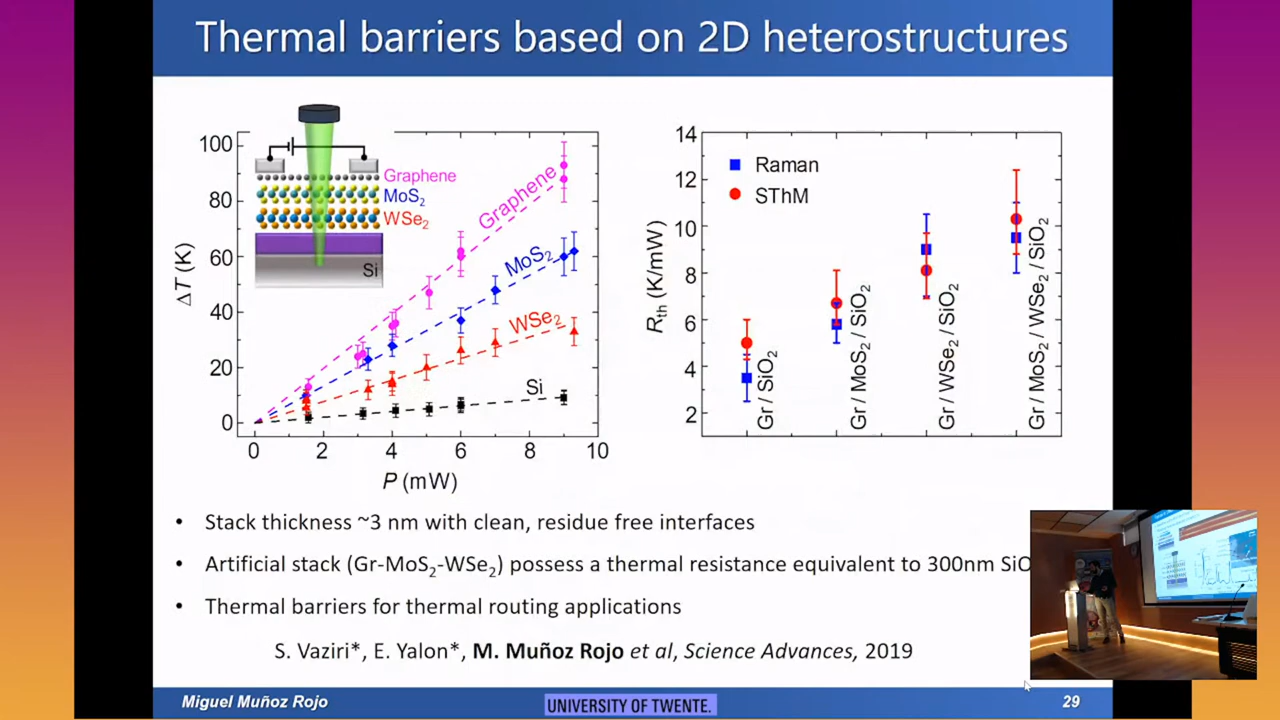 Thermal barriers based on 2D heterostructures
100
80
60
40
20
0
ΔT (K)
0 2 4 6 8 10
P (mW)
Graphene
MoS₂
WSe₂
Si
Graphene
MoS₂
WSe₂
Si
14
12
10
8
6
4
2
Rth (K/mW)
Raman
SThM
Gr / SiO₂
Gr / MoS₂ / SiO₂
Gr / WSe₂ / SiO₂
Gr / MoS₂ / WSe₂ / SiO₂
• Stack thickness ~3 nm with clean, residue free interfaces
• Artificial stack (Gr-MoS₂-WSe₂) possess a thermal resistance equivalent to 300nm SiO
• Thermal barriers for thermal routing applications
S. Vaziri*, E. Yalon*, M. Muñoz Rojo et al, Science Advances, 2019
Miguel Muñoz Rojo UNIVERSITY OF TWENTE. 29